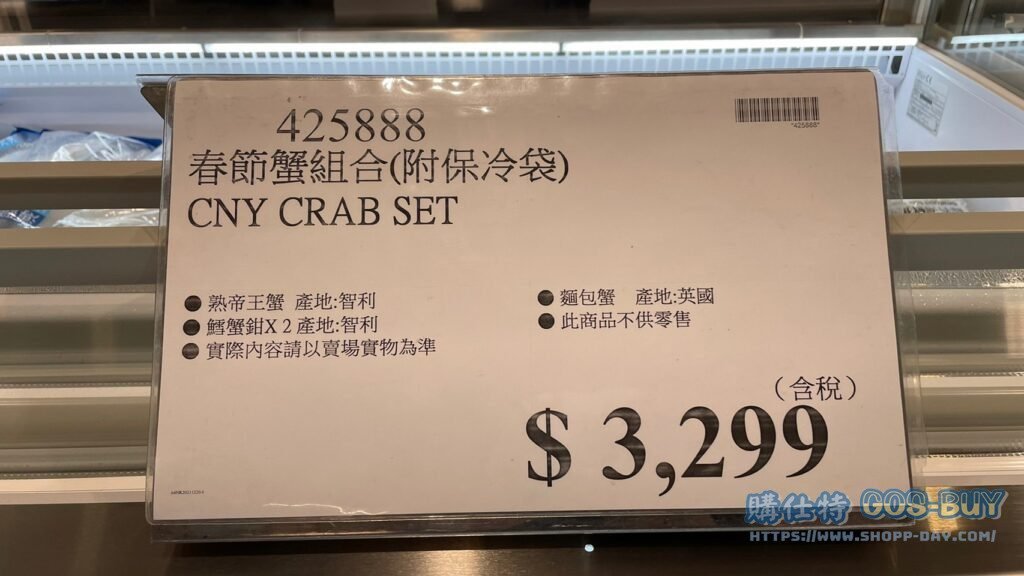 425888
*425888*
春節蟹組合(附保冷袋)
CNY CRAB SET
● 熟帝王蟹 產地:智利
● 鱈蟹鉗X 2 產地:智利
● 實際內容請以賣場實物為準
● 麵包蟹 產地:英國
● 此商品不供零售
(含稅)
$ 3,299
購仕特 COS-BUY
HTTPS://WWW.SHOPP-DAY.COM/